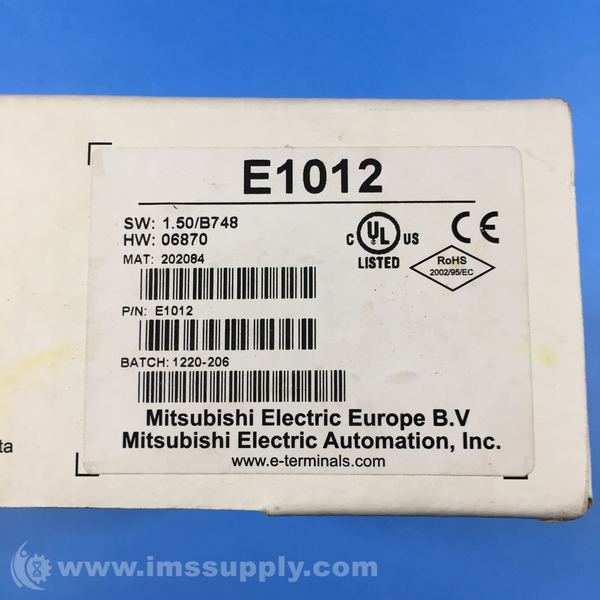 E1012
SW: 1.50/B748
HW: 06870
MAT: 202084
C UL US
LISTED
CE
RoHS
2002/95/EC
P/N: E1012
BATCH: 1220-206
Mitsubishi Electric Europe B.V
Mitsubishi Electric Automation, Inc.
www.e-terminals.com
ta
www.imssupply.com